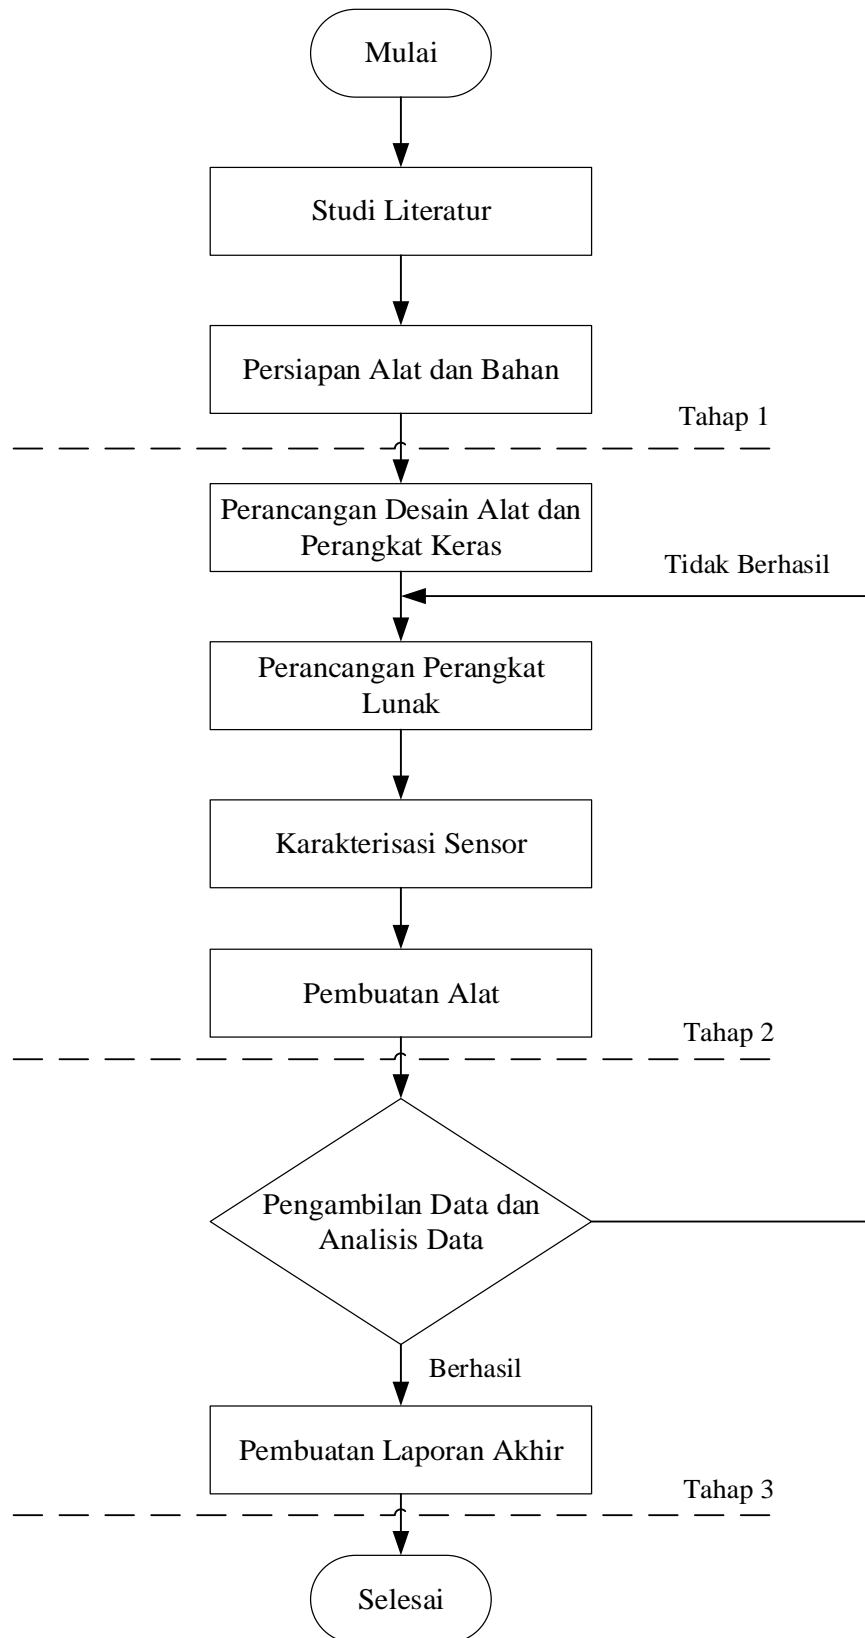 Mulai
Studi Literatur
Persiapan Alat dan Bahan
Tahap 1
Perancangan Desain Alat dan
Perangkat Keras
Tidak Berhasil
Perancangan Perangkat
Lunak
Karakterisasi Sensor
Pembuatan Alat
Tahap 2
Pengambilan Data dan
Analisis Data
Berhasil
Pembuatan Laporan Akhir
Tahap 3
Selesai